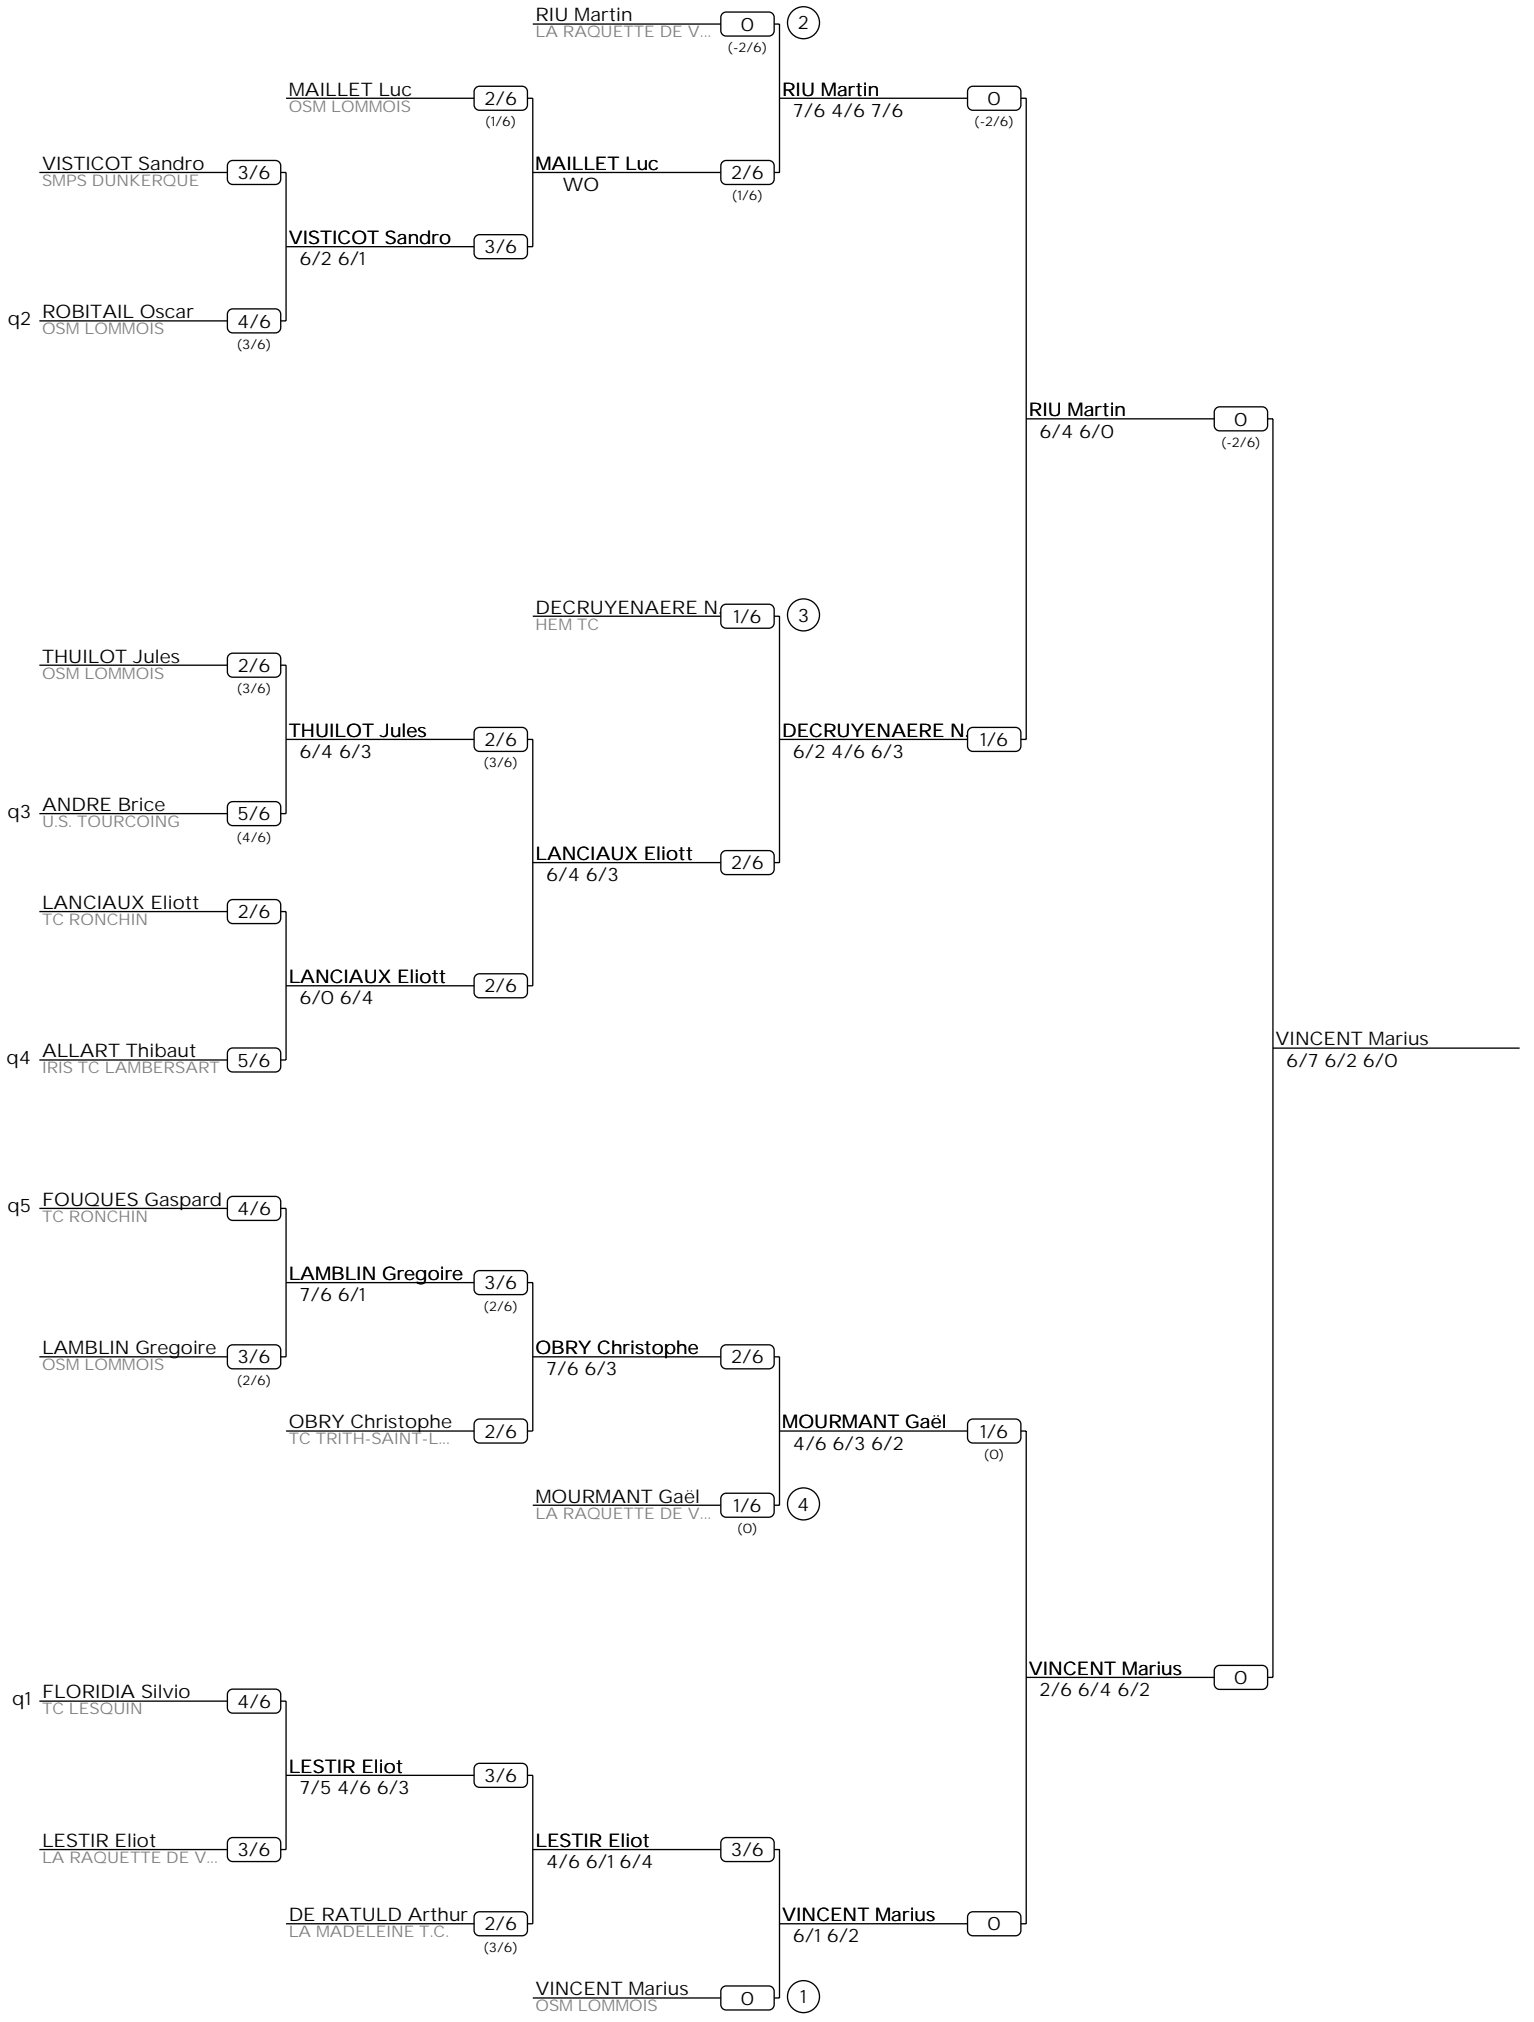 RIU Martin
LA RAQUETTE DE V...
0
(-2/6)
2
MAILLET Luc
OSM LOMMOIS
2/6
(1/6)
RIU Martin
7/6 4/6 7/6
0
(-2/6)
VISTICOT Sandro
SMPS DUNKERQUE
3/6
MAILLET Luc
WO
2/6
(1/6)
VISTICOT Sandro
6/2 6/1
3/6
q2
ROBITAIL Oscar
OSM LOMMOIS
4/6
(3/6)
RIU Martin
6/4 6/0
0
(-2/6)
DECRUYENAERE N.
HEM TC
1/6
3
THUILOT Jules
OSM LOMMOIS
2/6
(3/6)
THUILOT Jules
6/4 6/3
2/6
(3/6)
DECRUYENAERE N.
6/2 4/6 6/3
1/6
q3
ANDRE Brice
U.S. TOURCOING
5/6
(4/6)
LANCIAUX Eliott
6/4 6/3
2/6
LANCIAUX Eliott
TC RONCHIN
2/6
LANCIAUX Eliott
6/0 6/4
2/6
q4
ALLART Thibaut
IRIS TC LAMBERSART
5/6
VINCENT Marius
6/7 6/2 6/0
q5
FOUQUES Gaspard
TC RONCHIN
4/6
LAMBLIN Gregoire
7/6 6/1
3/6
(2/6)
LAMBLIN Gregoire
OSM LOMMOIS
3/6
(2/6)
OBRY Christophe
7/6 6/3
2/6
OBRY Christophe
TC TRITH-SAINT-L...
2/6
MOURMANT Gaël
4/6 6/3 6/2
1/6
(0)
MOURMANT Gaël
LA RAQUETTE DE V...
1/6
(0)
4
VINCENT Marius
2/6 6/4 6/2
0
q1
FLORIDIA Silvio
TC LESQUIN
4/6
LESTIR Eliot
7/5 4/6 6/3
3/6
LESTIR Eliot
LA RAQUETTE DE V...
3/6
LESTIR Eliot
4/6 6/1 6/4
3/6
DE RATULD Arthur
LA MADELEINE T.C.
2/6
(3/6)
VINCENT Marius
6/1 6/2
0
VINCENT Marius
OSM LOMMOIS
0
1